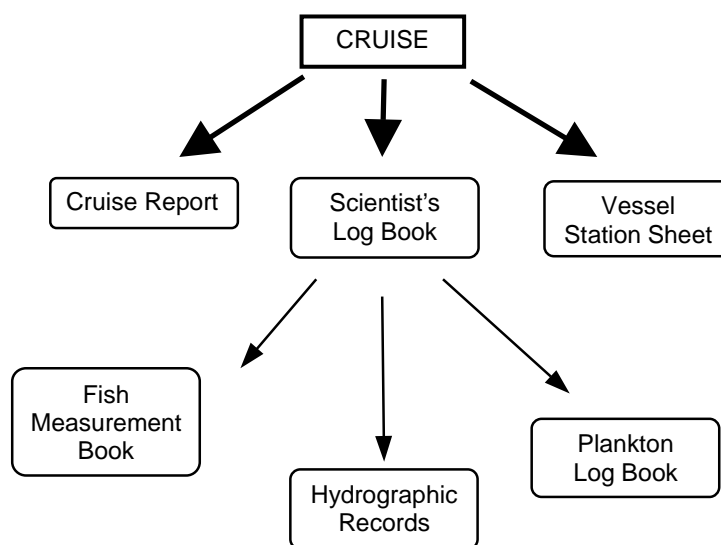 CRUISE
Cruise Report
Scientist's
Log Book
Vessel
Station Sheet
Fish
Measurement
Book
Hydrographic
Records
Plankton
Log Book